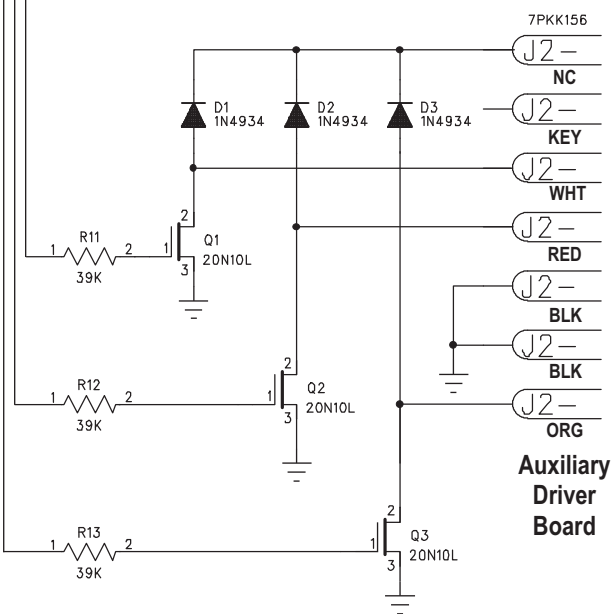 7PKK156
J2-
NC
D1
1N4934
D2
1N4934
D3
1N4934
J2-
KEY
J2-
WHT
2
R11
1 2
39K
1
Q1
20N10L
3
J2-
RED
J2-
BLK
J2-
BLK
2
R12
1 2
39K
1
Q2
20N10L
3
J2-
ORG
Auxiliary
Driver
Board
2
R13
1 2
39K
1
Q3
20N10L
3